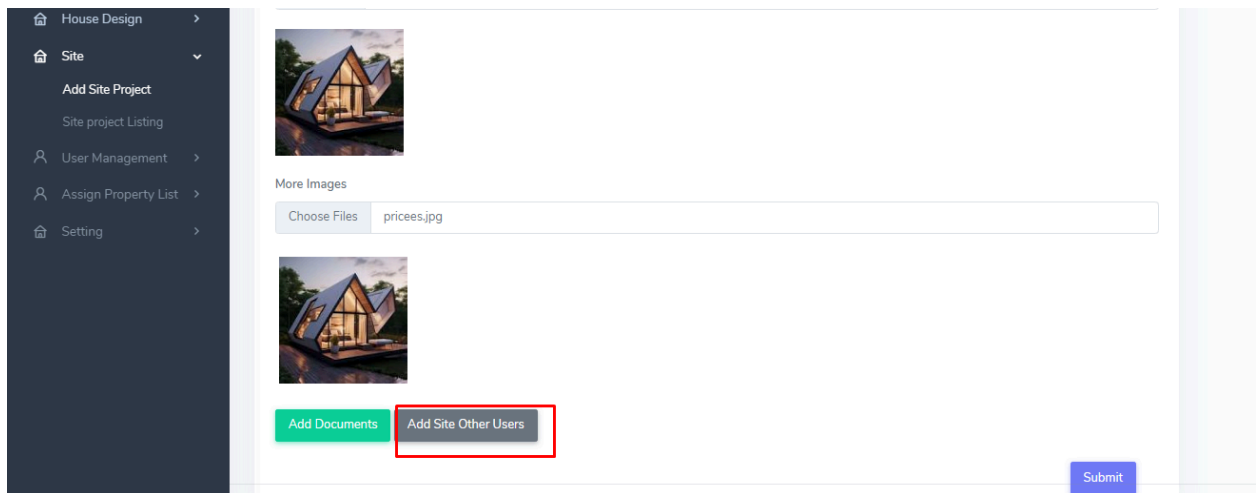 House Design
Site
Add Site Project
Site project Listing
User Management
Assign Property List
Setting
More Images
Choose Files pricees.jpg
Add Documents Add Site Other Users
Submit